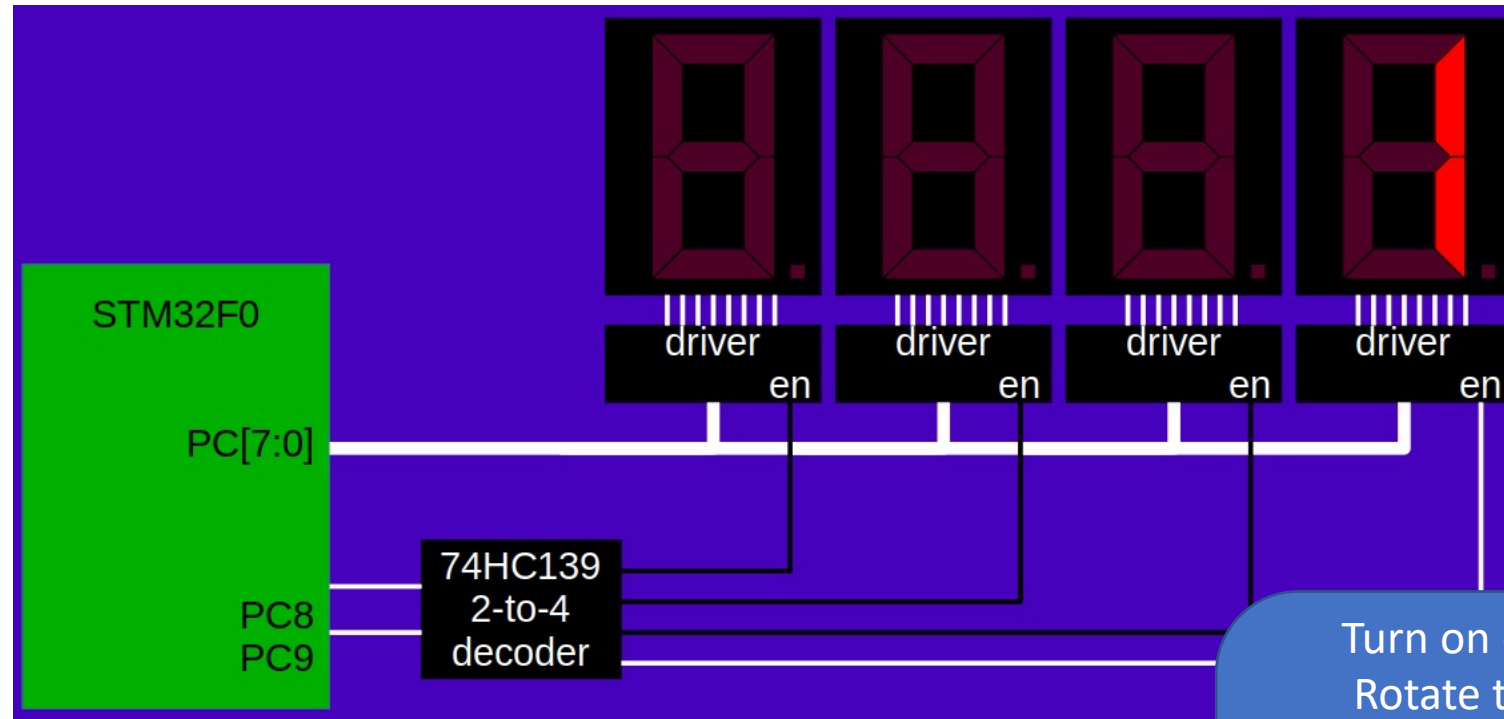 STM32F0
PC[7:0]
PC8
PC9
74HC139
2-to-4
decoder
driver
en
driver
en
driver
en
driver
en
1
Turn on
Rotate